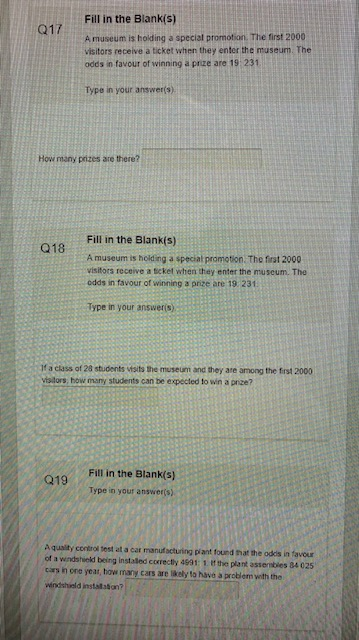 Q17
Fill in the Blank(s)
A museum is holding a special promotion. The first 2000
visitors receive a ticket when they enter the museum. The
odds in favour of winning a prize are 19: 231.
Type in your answer(s).
How many prizes are there?
Q18
Fill in the Blank(s)
A museum is holding a special promotion. The first 2000
visitors receive a ticket when they enter the museum. The
odds in favour of winning a prize are 19: 231.
Type in your answer(s).
If a class of 28 students visits the museum and they are among the first 2000
visitors, how many students can be expected to win a prize?
Q19
Fill in the Blank(s)
Type in your answer(s).
A quality control test at a car manufacturing plant found that the odds in favour
of a windshield being installed correctly 4991: 1. If the plant assembles 84 025
cars in one year, how many cars are likely to have a problem with the
windshield installation?